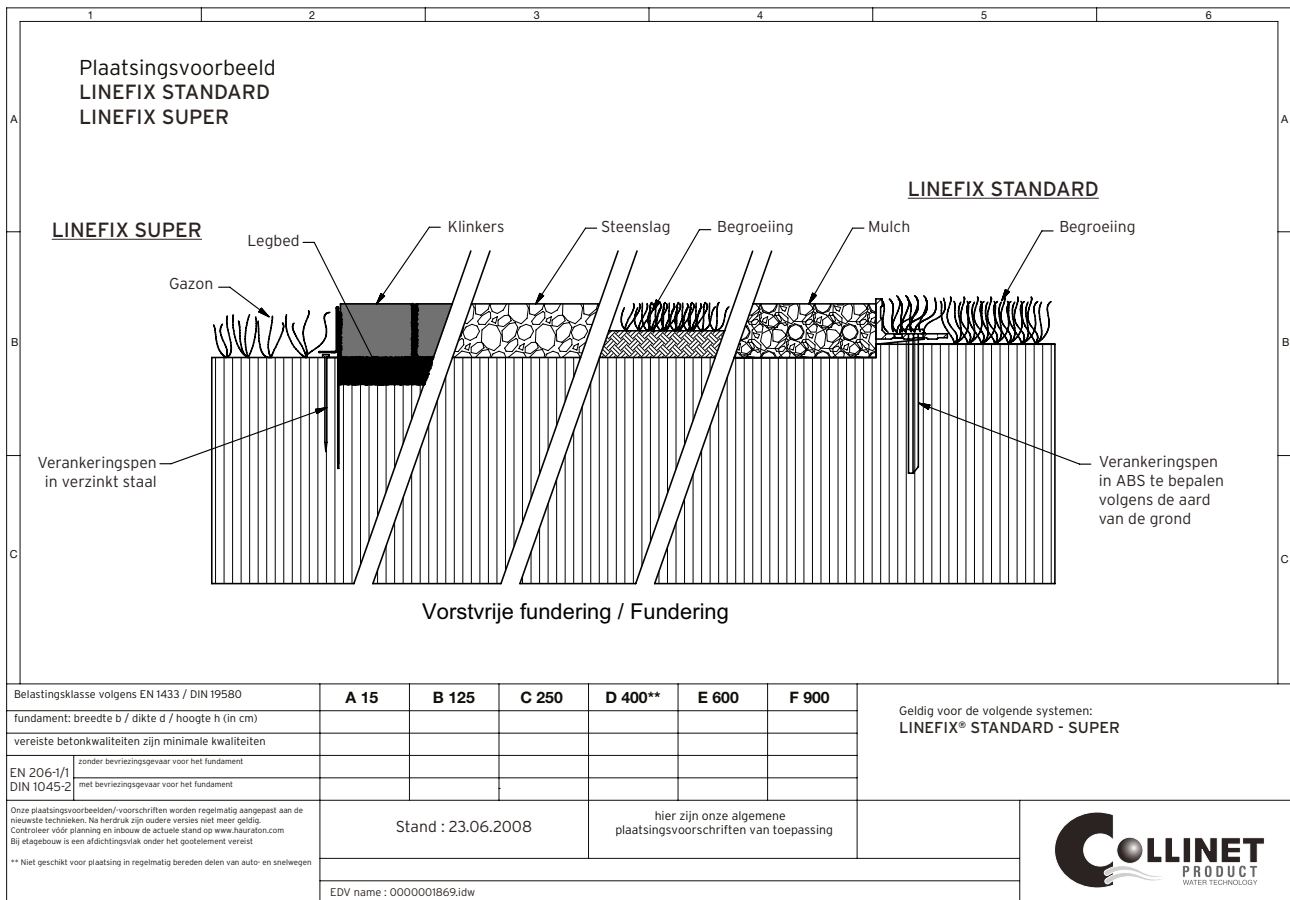 1 2 3 4 5 6
Plaatsingsvoorbeeld
LINEFIX STANDARD
LINEFIX SUPER
A A
LINEFIX STANDARD
LINEFIX SUPER
Legbed
Klinkers
Steenslag
Begroeiing
Mulch
Begroeiing
Gazon
B B
Verankeringspen
in verzinkt staal
Verankeringspen
in ABS te bepalen
volgens de aard
van de grond
C C
Vorstvrije fundering / Fundering
Belastingsklasse volgens EN 1433 / DIN 19580 A 15 B 125 C 250 D 400** E 600 F 900
fundament: breedte b / dikte d / hoogte h (in cm)
vereiste betonkwaliteiten zijn minimale kwaliteiten
EN 206-1/1
DIN 1045-2
zonder bevriezingsgevaar voor het fundament
met bevriezingsgevaar voor het fundament
Geldig voor de volgende systemen:
LINEFIX® STANDARD - SUPER
Onze plaatsingsvoorbeelden/-voorschriften worden regelmatig aangepast aan de
nieuwste technieken. Na herdruk zijn oudere versies niet meer geldig.
Controleer vóór planning en inbouw de actuele stand op www.hauraton.com
Bij etagebouw is een afdichtingsvlak onder het gootelement vereist
** Niet geschikt voor plaatsing in regelmatig bereden delen van auto- en snelwegen
Stand : 23.06.2008
hier zijn onze algemene
plaatsingsvoorschriften van toepassing
EDV name : 0000001869.idw
COLLINET
PRODUCT
WATER TECHNOLOGY